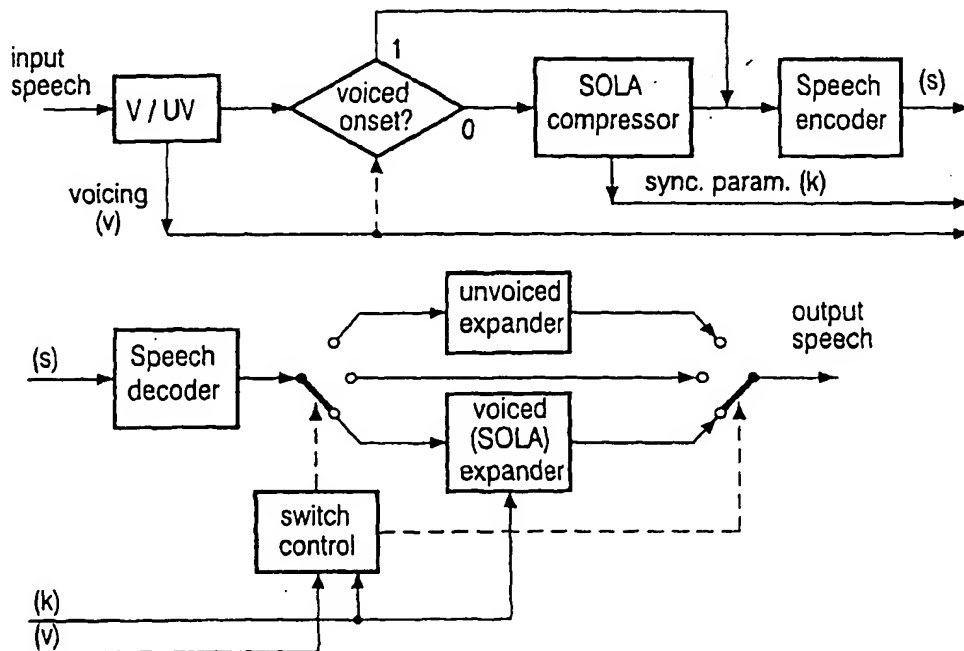 input
speech
V / UV
voiced
onset?
1
0
SOLA
compressor
Speech
encoder
(s)
sync. param. (k)
voicing
(v)
unvoiced
expander
output
speech
(s)
Speech
decoder
voiced
(SOLA)
expander
switch
control
(k)
(v)